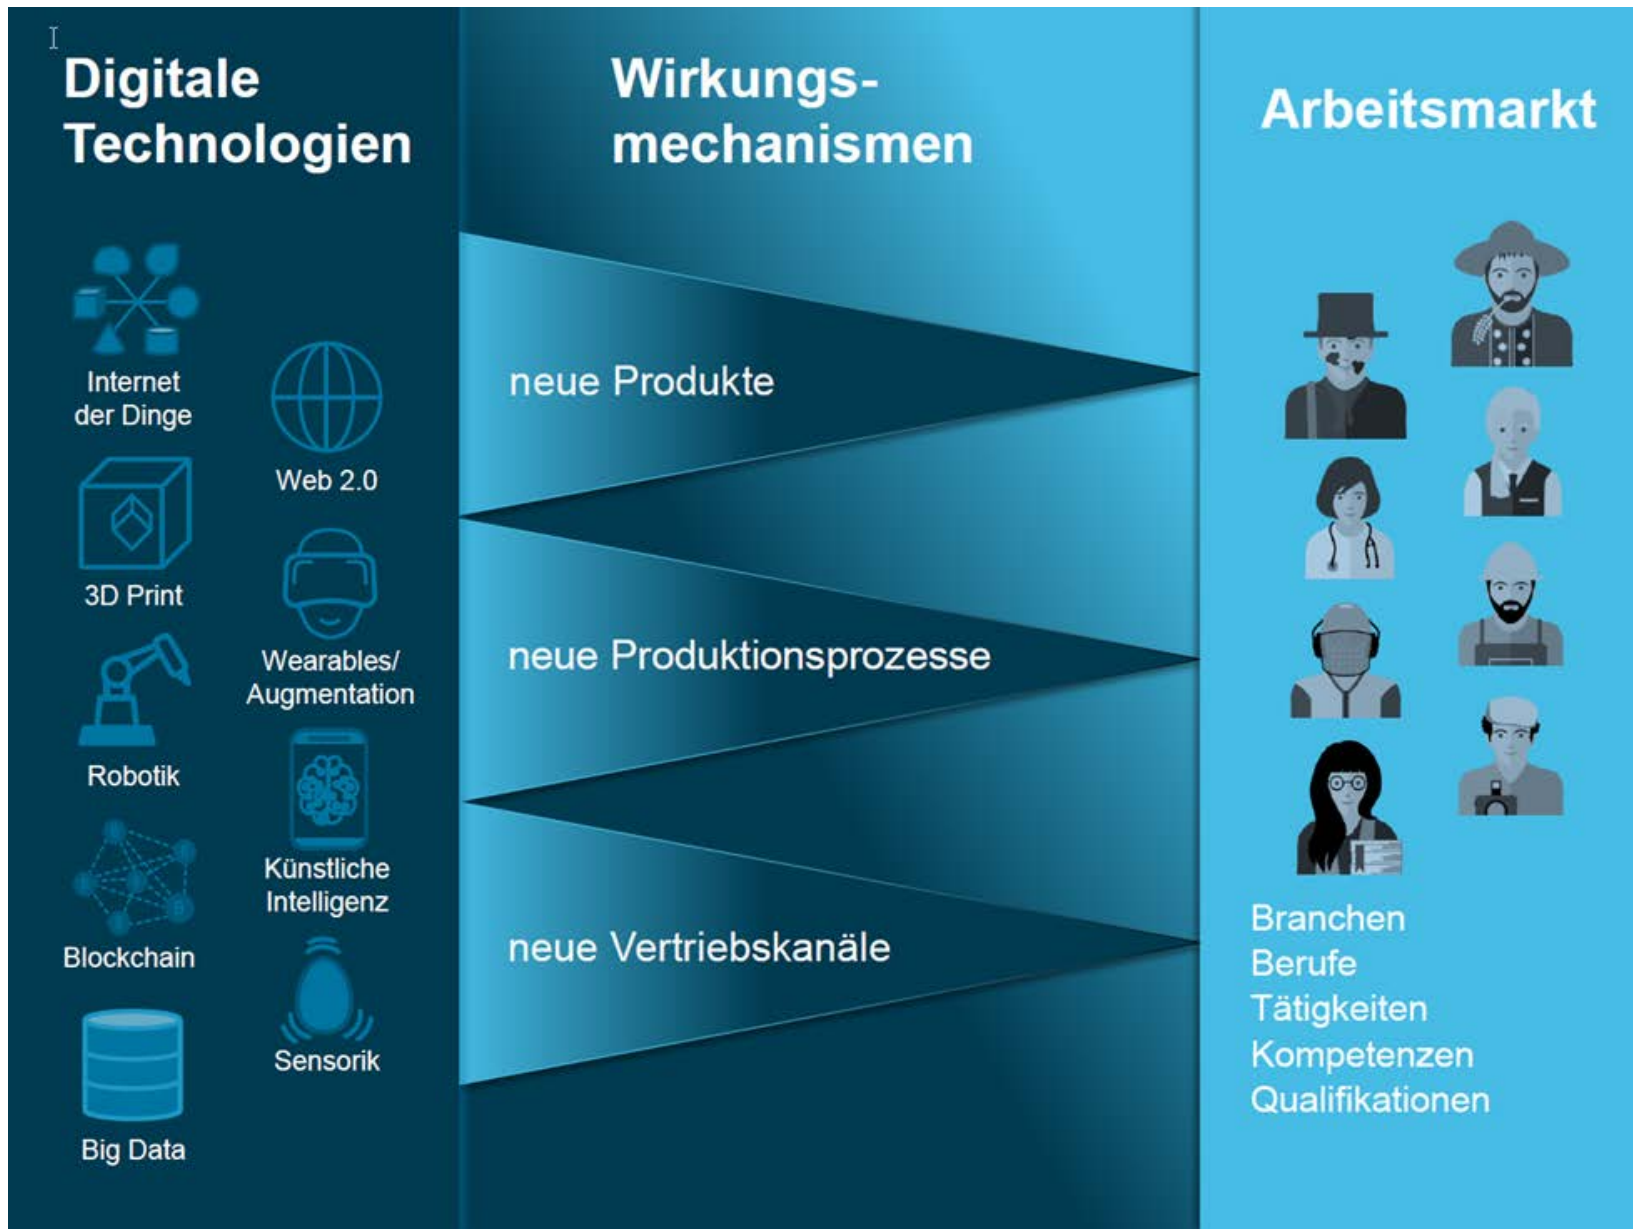 Digitale
Technologien
Internet
der Dinge
Web 2.0
3D Print
Wearables/
Augmentation
Robotik
Künstliche
Intelligenz
Blockchain
Sensorik
Big Data
Wirkungs-
mechanismen
neue Produkte
neue Produktionsprozesse
neue Vertriebskanäle
Arbeitsmarkt
Branchen
Berufe
Tätigkeiten
Kompetenzen
Qualifikationen